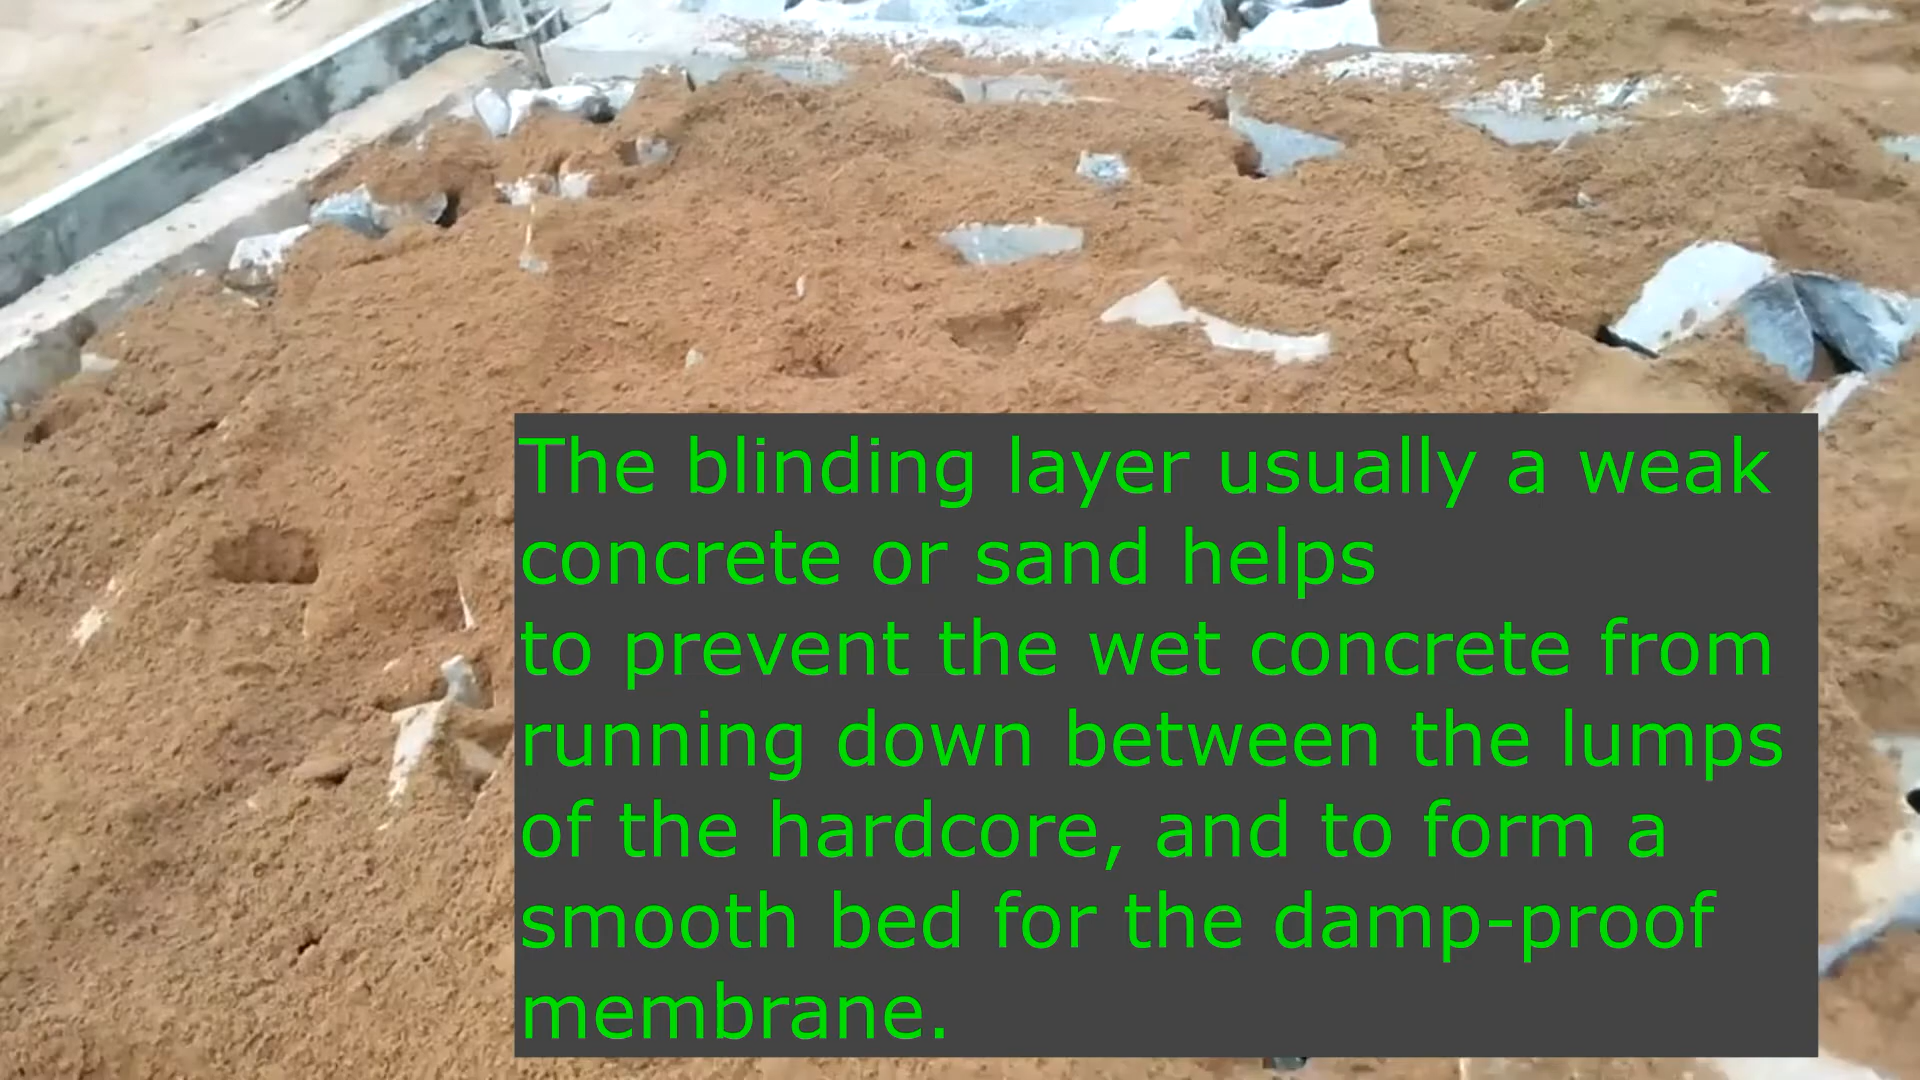 The blinding layer usually a weak
concrete or sand helps
to prevent the wet concrete from
running down between the lumps
of the hardcore, and to form a
smooth bed for the damp-proof
membrane.